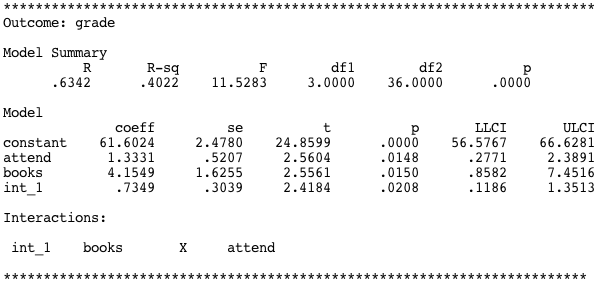 **************************************************************************
Outcome: grade
Model Summary
R R-sq F df1 df2 p
.6342 .4022 11.5283 3.0000 36.0000 .0000
Model
coeff se t p LLCI ULCI
constant 61.6024 2.4780 24.8599 .0000 56.5767 66.6281
attend 1.3331 .5207 2.5604 .0148 .2771 2.3891
books 4.1549 1.6255 2.5561 .0150 .8582 7.4516
int_1 .7349 .3039 2.4184 .0208 .1186 1.3513
Interactions:
int_1 books X attend
*************************************************************************